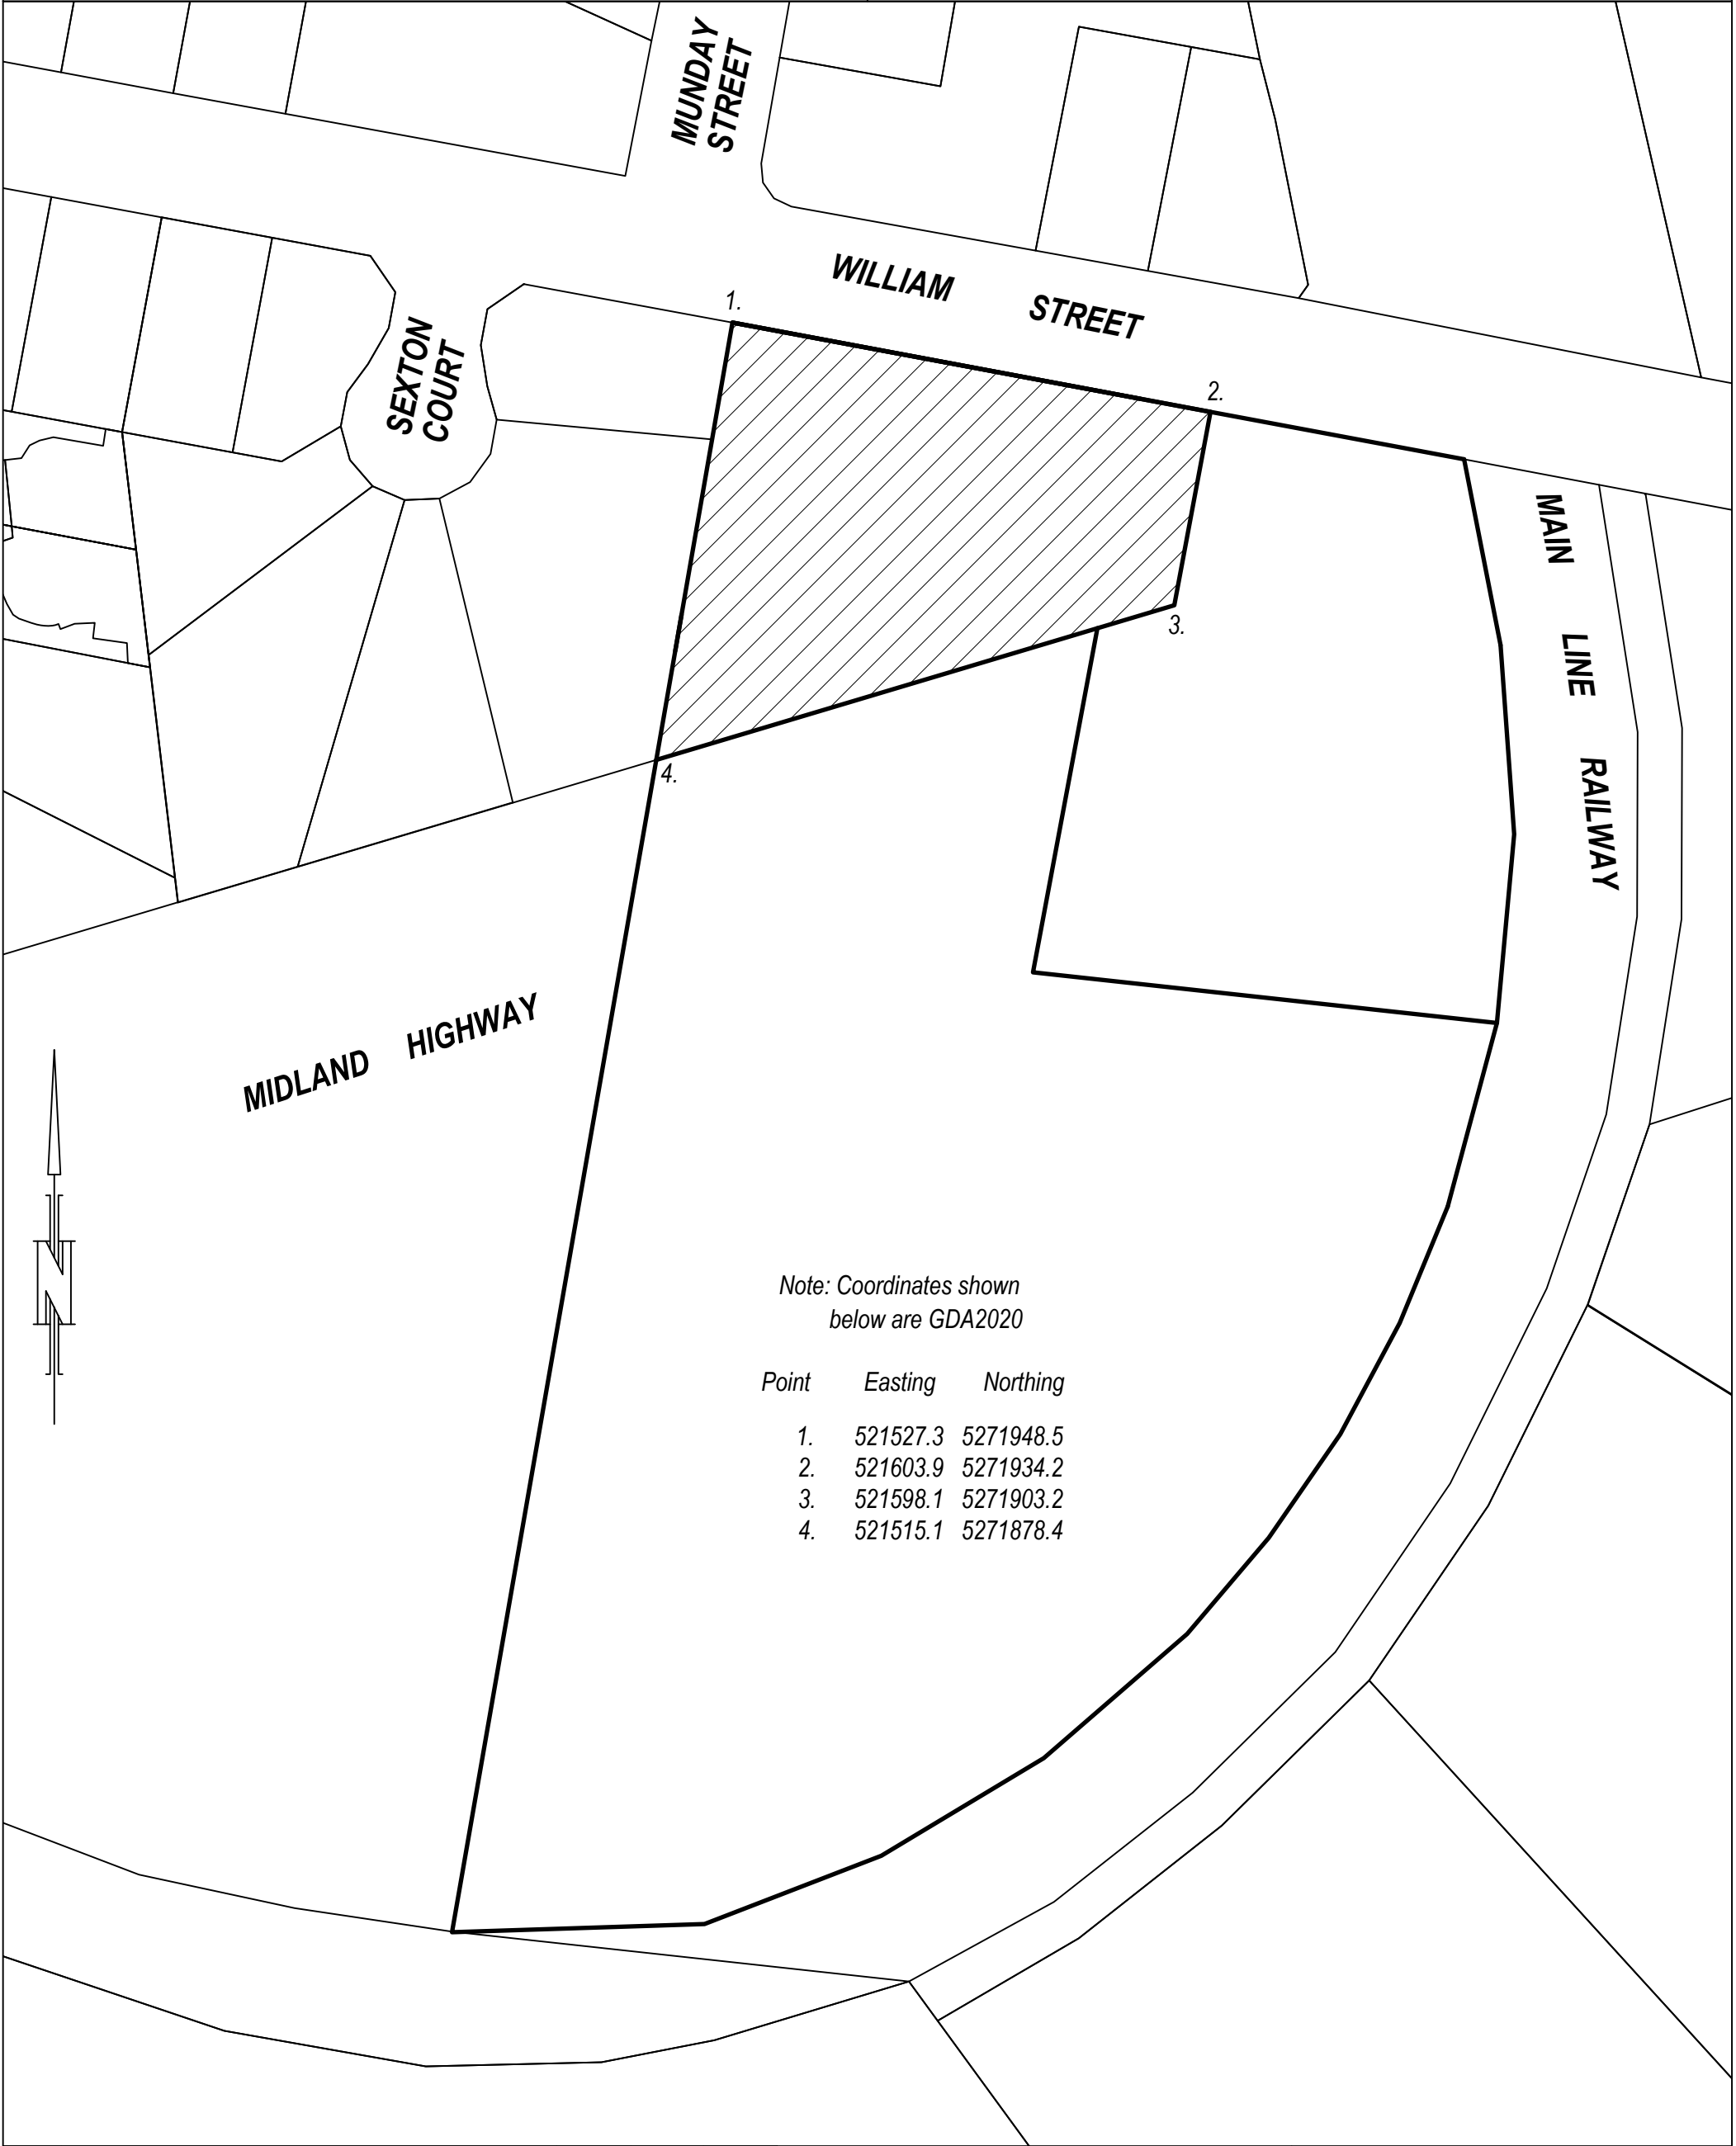 MUNDAY
STREET
WILLIAM STREET
1.
SEXTON
COURT
2.
MAIN LINE RAILWAY
3.
4.
MIDLAND HIGHWAY
N
Note: Coordinates shown
below are GDA2020
Point Easting Northing
1. 521527.3 5271948.5
2. 521603.9 5271934.2
3. 521598.1 5271903.2
4. 521515.1 5271878.4